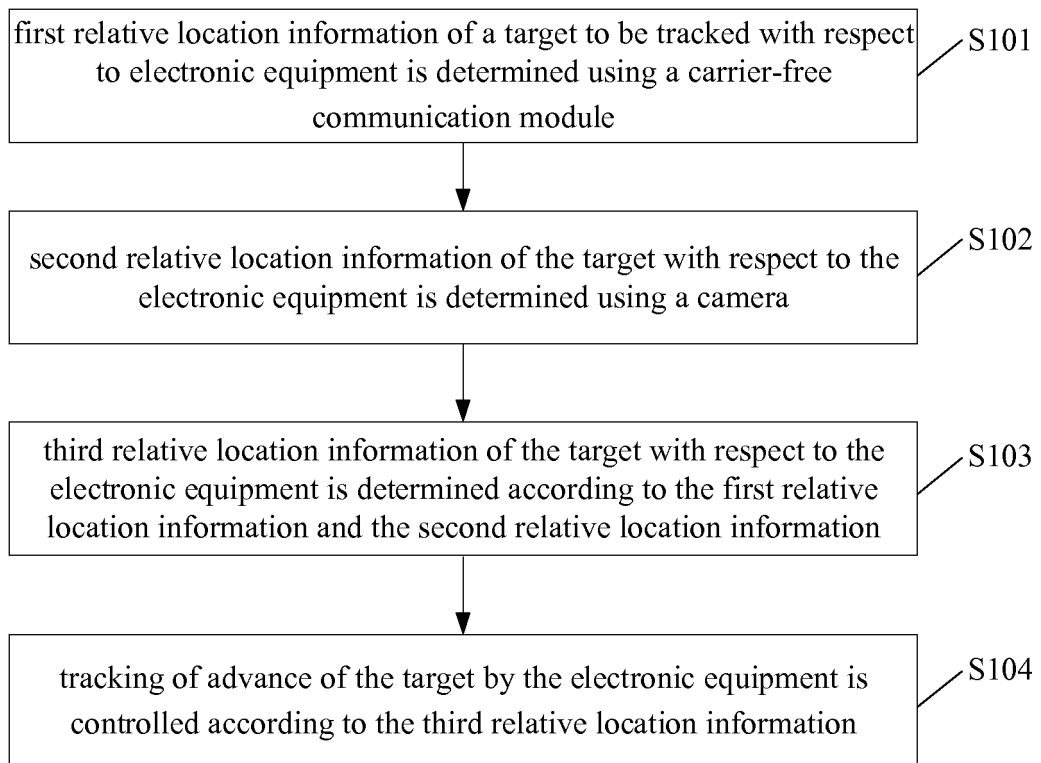 first relative location information of a target to be tracked with respect
to electronic equipment is determined using a carrier-free
communication module
S101
second relative location information of the target with respect to the
electronic equipment is determined using a camera
S102
third relative location information of the target with respect to the
electronic equipment is determined according to the first relative
location information and the second relative location information
S103
tracking of advance of the target by the electronic equipment is
controlled according to the third relative location information
S104